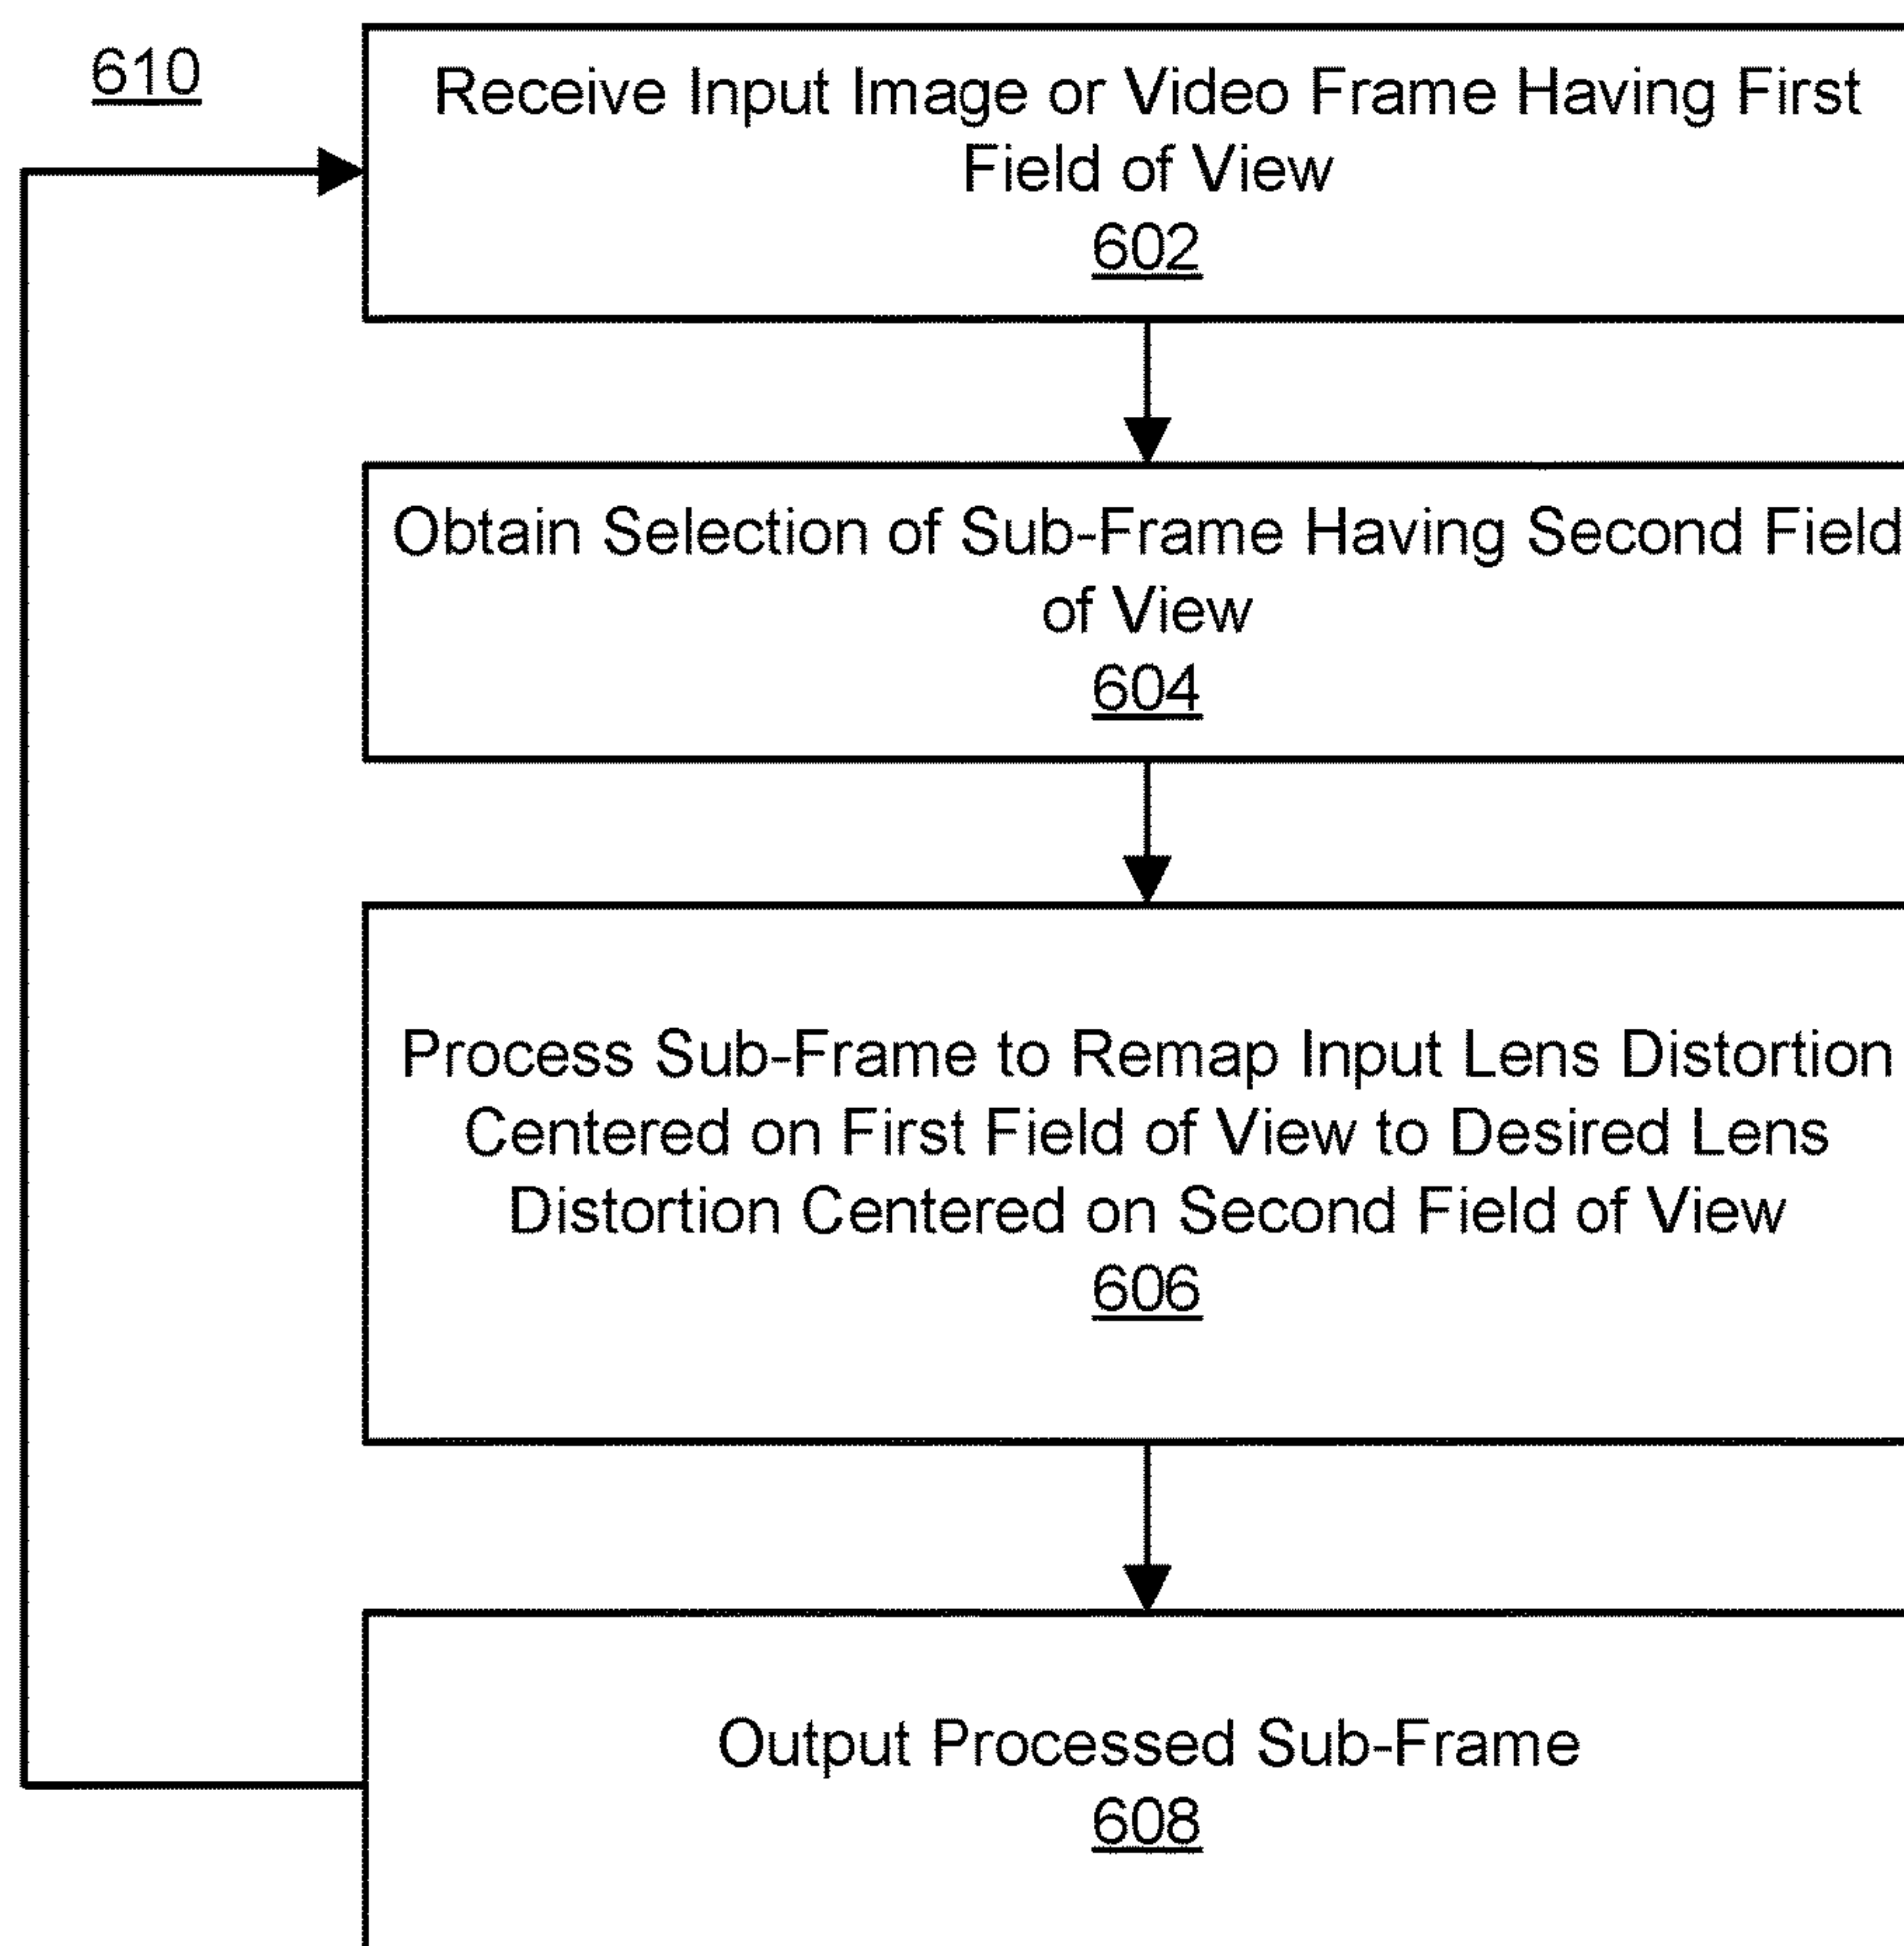 610
Receive Input Image or Video Frame Having First
Field of View
602
Obtain Selection of Sub-Frame Having Second Field
of View
604
Process Sub-Frame to Remap Input Lens Distortion
Centered on First Field of View to Desired Lens
Distortion Centered on Second Field of View
606
Output Processed Sub-Frame
608